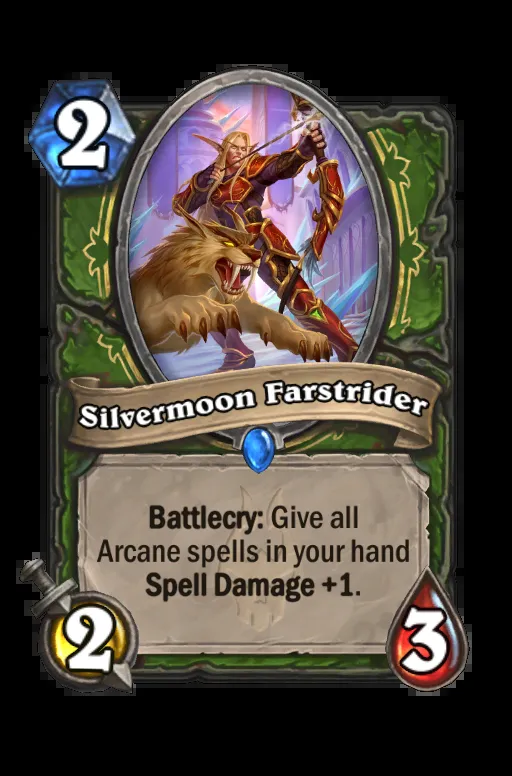 2
Silvermoon Farstrider
Battlecry: Give all
Arcane spells in your hand
Spell Damage +1.
2
3